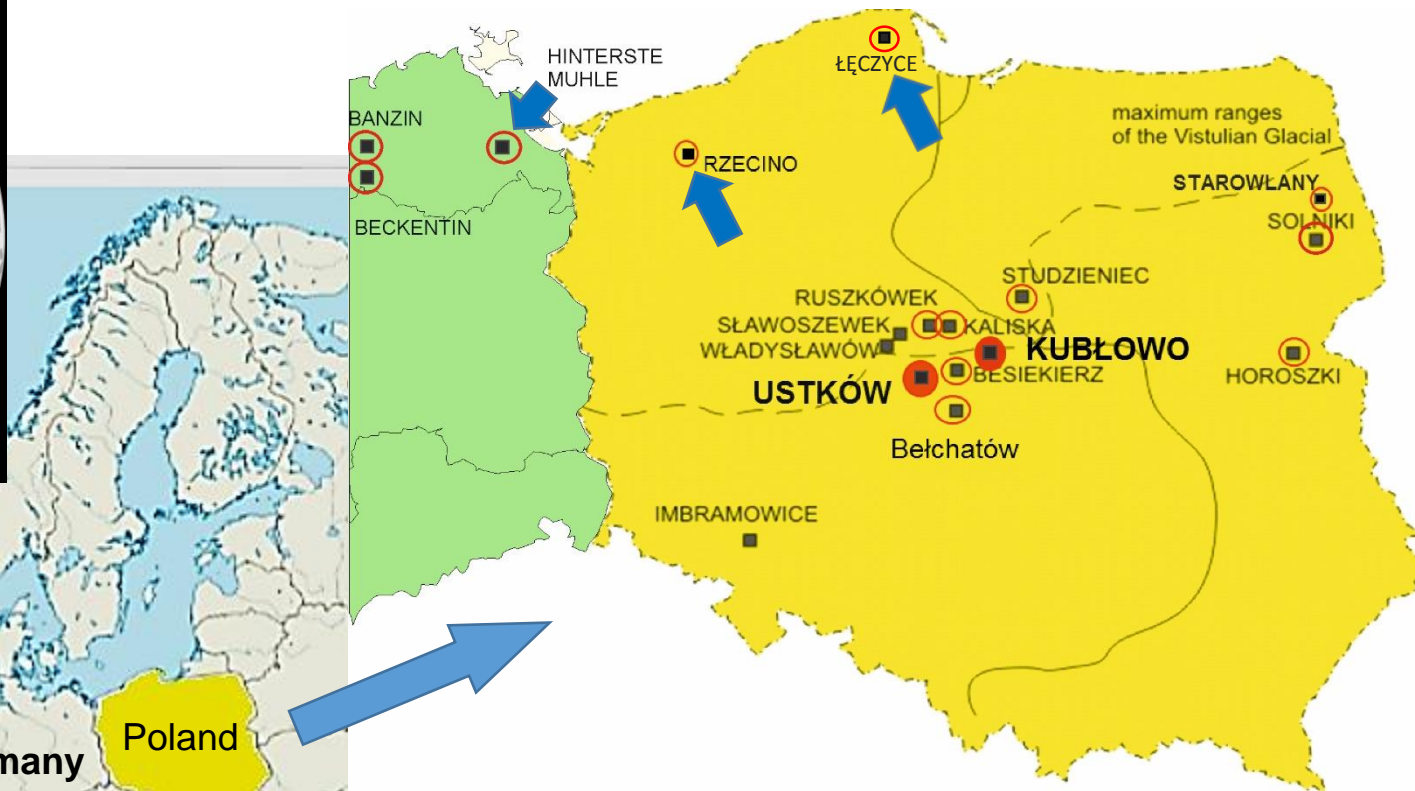 HINTERSTE
MUHLE
BANZIN
BECKENTIN
ŁĘCZYCE
RZECINO
maximum ranges
of the Vistulian Glacial
STAROWLANY
SOLNIKI
STUDZIENIEC
RUSZKÓWEK
SŁAWOSZEWEK
KALISKA
WŁADYSŁAWÓW
KUBŁOWO
BESIEKIERZ
HOROSZKI
USTKÓW
Bełchatów
IMBRAMOWICE
Poland
many